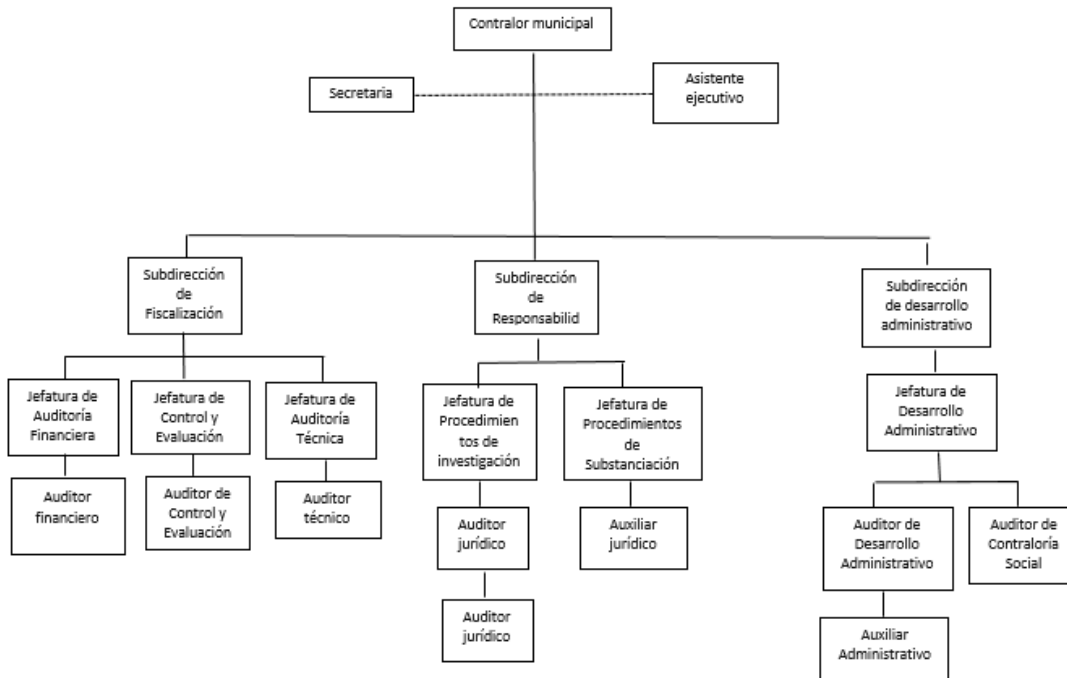 Contralor municipal
Secretaria
Asistente
ejecutivo
Subdirección
de
Fiscalización
Subdirección
de
Responsabilid
Subdirección
de desarrollo
administrativo
Jefatura de
Auditoría
Financiera
Jefatura de
Control y
Evaluación
Jefatura de
Auditoría
Técnica
Jefatura de
Procedimien
tos de
investigación
Jefatura de
Procedimientos
de
Substanciación
Jefatura de
Desarrollo
Administrativo
Auditor
financiero
Auditor de
Control y
Evaluación
Auditor
técnico
Auditor
jurídico
Auxiliar
jurídico
Auditor de
Desarrollo
Administrativo
Auditor de
Contraloría
Social
Auditor
jurídico
Auxiliar
Administrativo